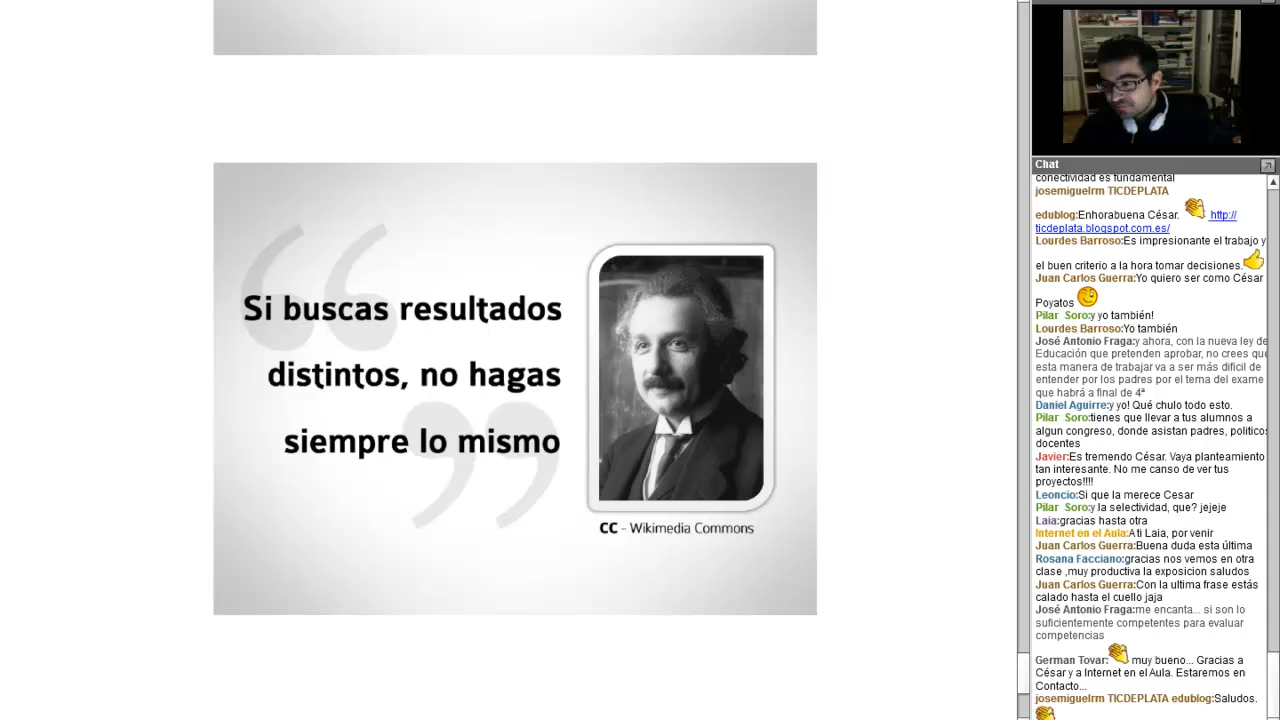 Si buscas resultados
distintos, no hagas
siempre lo mismo
CC - Wikimedia Commons
Chat
conectividad es fundamental
josemiguelrm TICDEPLATA
edublog:Enhorabuena César. http://
ticdeplata.blogspot.com.es/
Lourdes Barroso:Es impresionante el trabajo y
el buen criterio a la hora tomar decisiones.
Juan Carlos Guerra:Yo quiero ser como César
Poyatos
Pilar Soro:y yo también!
Lourdes Barroso:Yo también
José Antonio Fraga:y ahora, con la nueva ley de
Educación que pretenden aprobar, no crees que
esta manera de trabajar va a ser más dificil de
entender por los padres por el tema del exame
que habrá a final de 4ª
Daniel Aguirre:y yo! Qué chulo todo esto.
Pilar Soro:tienes que llevar a tus alumnos a
algun congreso, donde asistan padres, politicos
docentes
Javier:Es tremendo César. Vaya planteamiento
tan interesante. No me canso de ver tus
proyectos!!!!
Leoncio:Si que la merece Cesar
Pilar Soro:y la selectividad, que? jejeje
Laia:gracias hasta otra
Internet en el Aula:A ti Laia, por venir
Juan Carlos Guerra:Buena duda esta última
Rosana Facciano:gracias nos vemos en otra
clase ,muy productiva la exposicion saludos
Juan Carlos Guerra:Con la ultima frase estás
calado hasta el cuello jaja
José Antonio Fraga:me encanta... si son lo
suficientemente competentes para evaluar
competencias
German Tovar: muy bueno... Gracias a
César y a Internet en el Aula. Estaremos en
Contacto...
josemiguelrm TICDEPLATA edublog:Saludos.